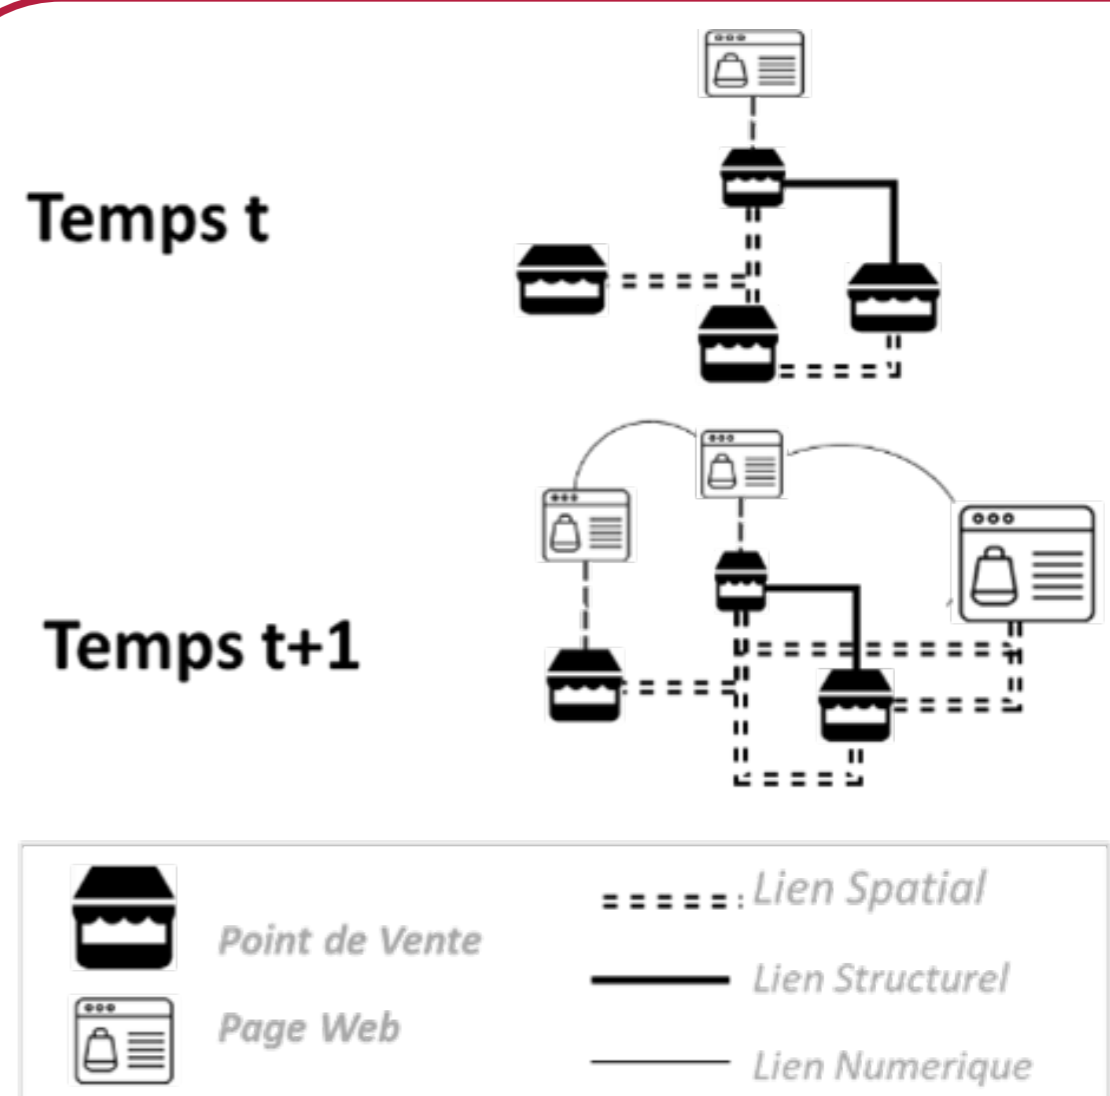 Temps t
Temps t+1
Point de Vente
Page Web
Lien Spatial
Lien Structurel
Lien Numerique